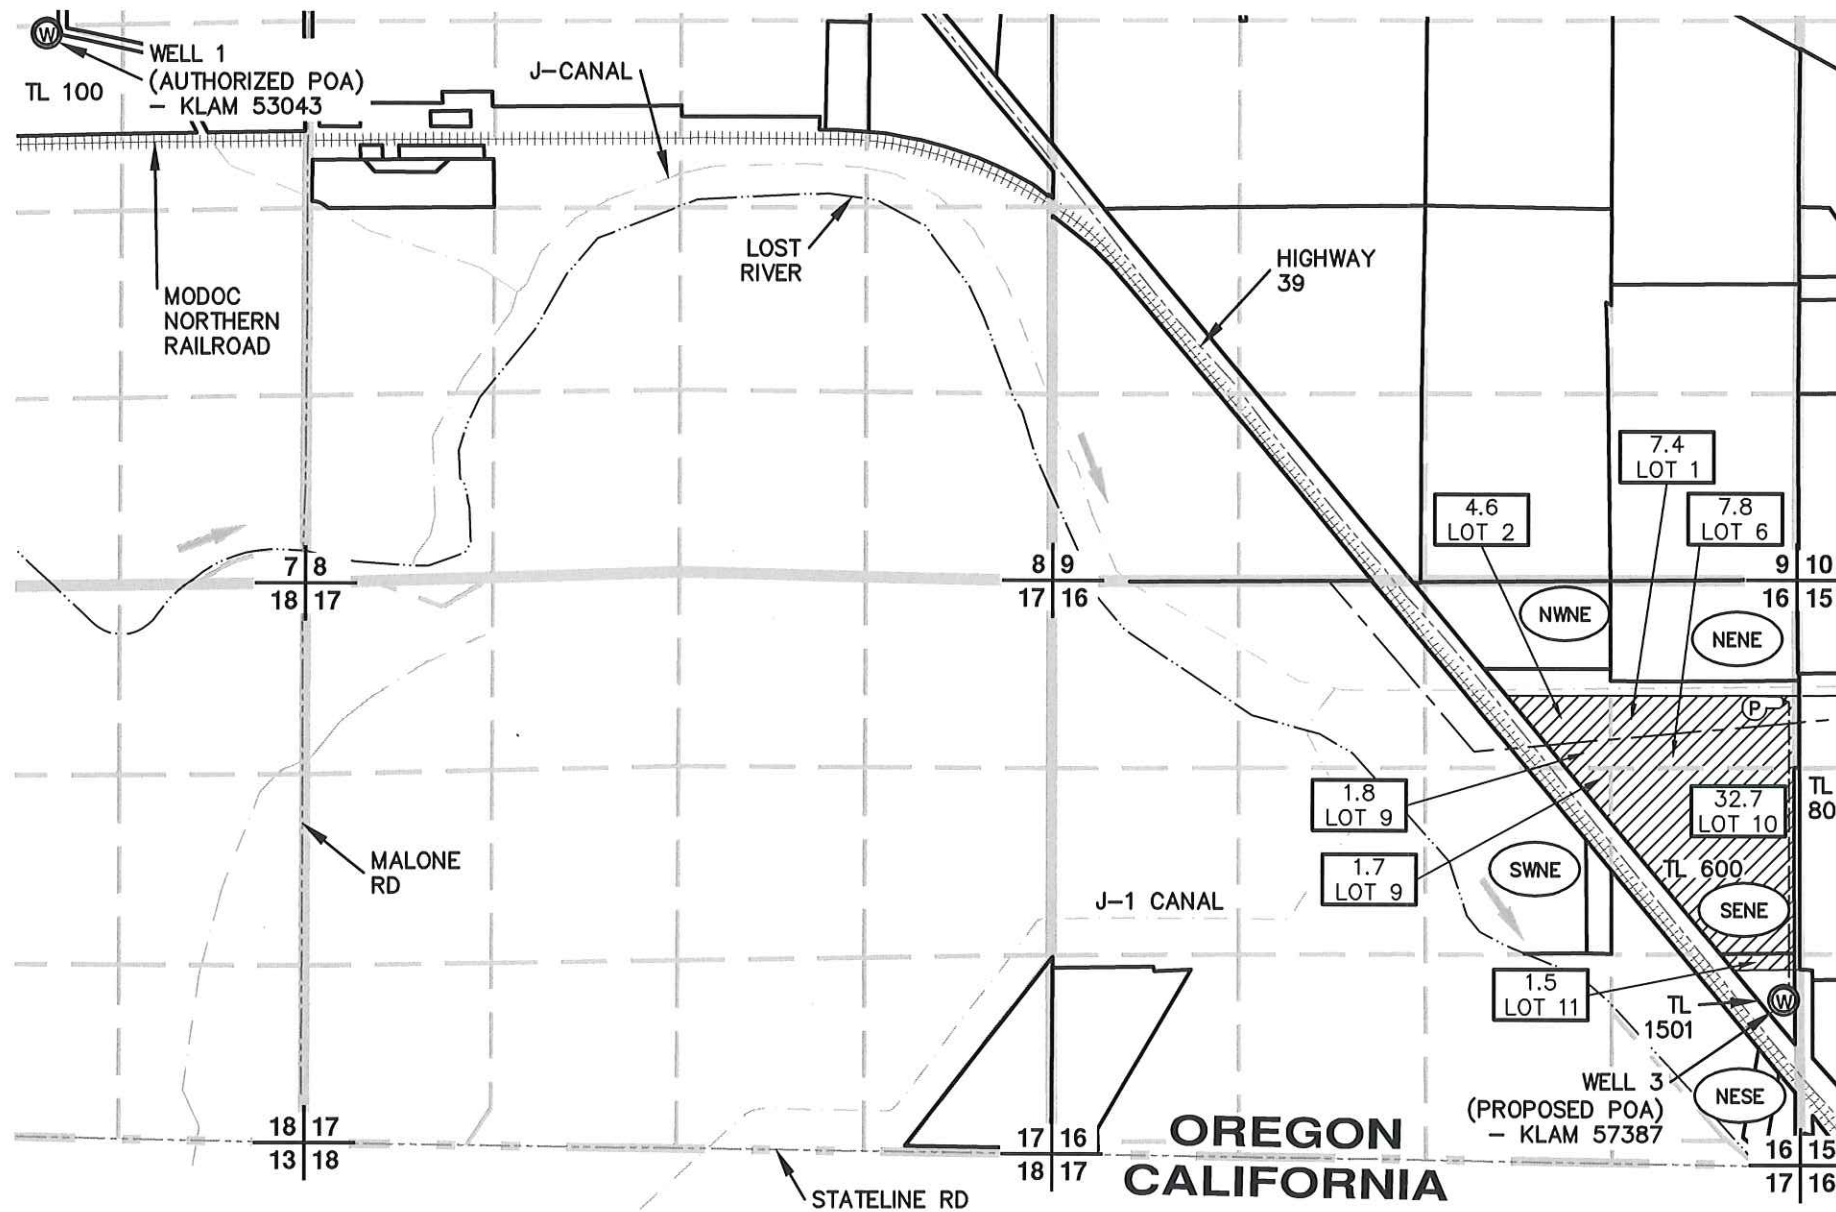 W
WELL 1
(AUTHORIZED POA)
– KLAM 53043
TL 100
J–CANAL
LOST
RIVER
HIGHWAY
39
MODOC
NORTHERN
RAILROAD
7.4
LOT 1
4.6
LOT 2
7.8
LOT 6
7 8
18 17
8 9
17 16
9 10
16 15
NWNE
NENE
P
1.8
LOT 9
32.7
LOT 10
TL
80
MALONE
RD
1.7
LOT 9
SWNE
TL 600
J–1 CANAL
SENE
1.5
LOT 11
TL
1501
W
WELL 3
(PROPOSED POA)
– KLAM 57387
NESE
18 17
13 18
17 16
18 17
OREGON
CALIFORNIA
16 15
17 16
STATELINE RD